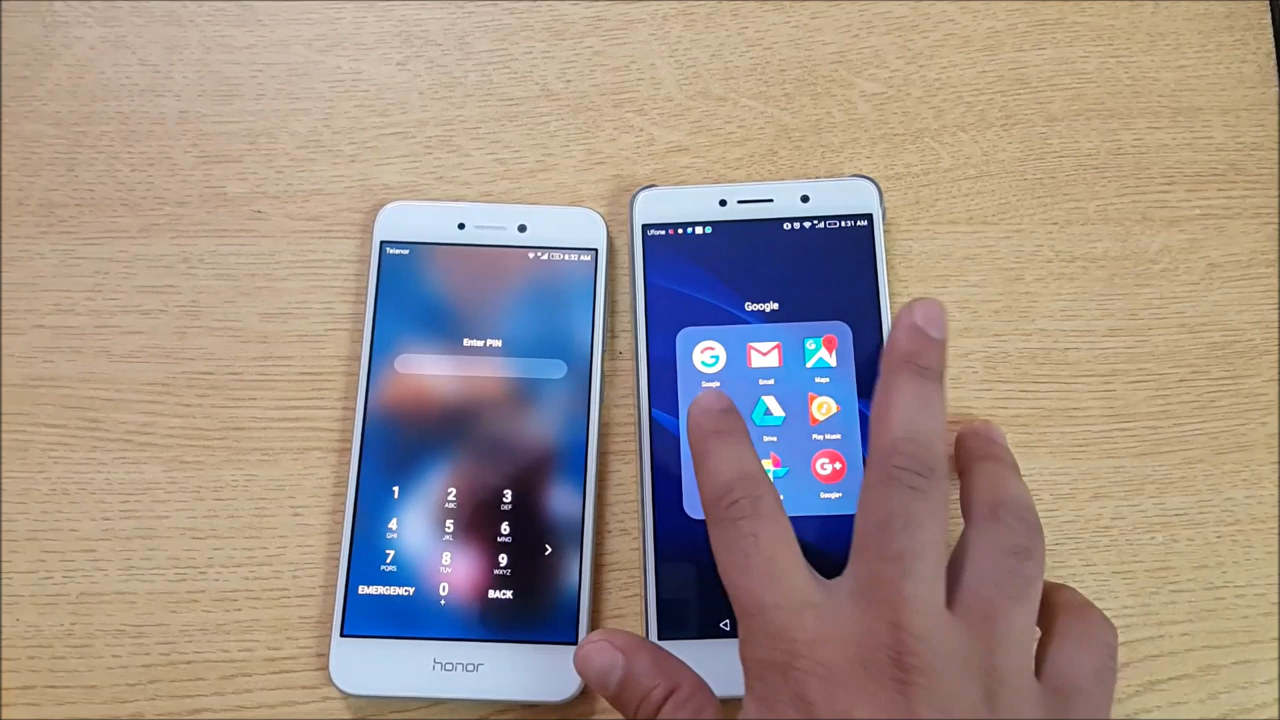 Telenor
8:32 AM
Enter PIN
1
2
ABC
3
DEF
4
GHI
5
JKL
6
MNO
7
PQRS
8
TUV
9
WXYZ
EMERGENCY
0
+
BACK
honor
Ufone
8:31 AM
Google
G
Google
Gmail
G
Maps
Drive
Play Music
G+
Google+